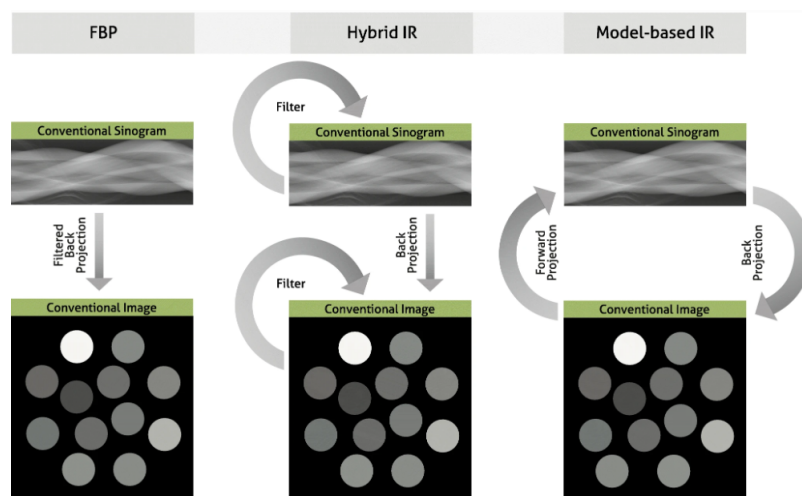 FBP
Hybrid IR
Model-based IR
Filter
Conventional Sinogram
Conventional Sinogram
Conventional Sinogram
Filtered
Back
Projection
Filter
Back
Projection
Forward
Projection
Back
Projection
Conventional Image
Conventional Image
Conventional Image